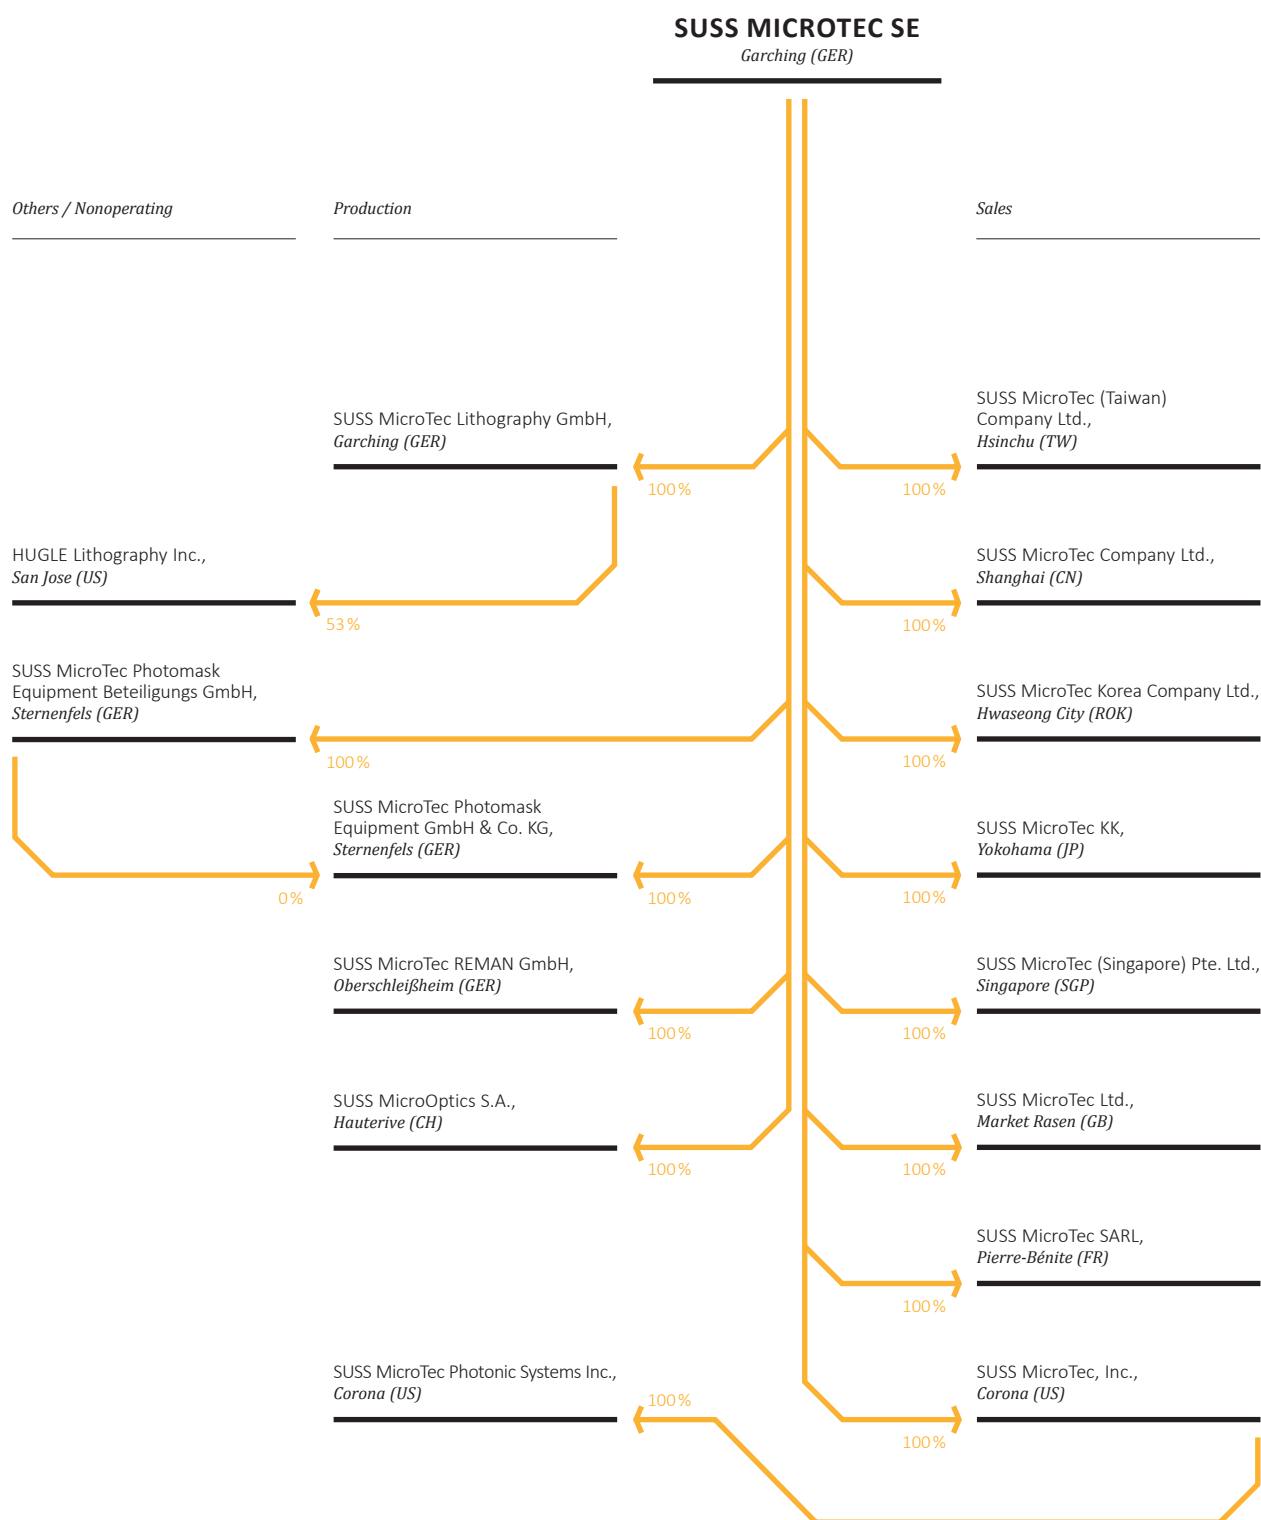 SUSS MICROTEC SE
Garching (GER)
Others / Nonoperating
Production
Sales
SUSS MicroTec Lithography GmbH,
Garching (GER)
100 %
SUSS MicroTec (Taiwan)
Company Ltd.,
Hsinchu (TW)
100 %
HUGLE Lithography Inc.,
San Jose (US)
53 %
SUSS MicroTec Company Ltd.,
Shanghai (CN)
100 %
SUSS MicroTec Photomask
Equipment Beteiligungs GmbH,
Sternenfels (GER)
100 %
SUSS MicroTec Korea Company Ltd.,
Hwaseong City (ROK)
100 %
SUSS MicroTec Photomask
Equipment GmbH & Co. KG,
Sternenfels (GER)
0 %
100 %
SUSS MicroTec KK,
Yokohama (JP)
100 %
SUSS MicroTec REMAN GmbH,
Oberschleißheim (GER)
100 %
SUSS MicroTec (Singapore) Pte. Ltd.,
Singapore (SGP)
100 %
SUSS MicroOptics S.A.,
Hauterive (CH)
100 %
SUSS MicroTec Ltd.,
Market Rasen (GB)
100 %
SUSS MicroTec SARL,
Pierre-Bénite (FR)
100 %
SUSS MicroTec Photonic Systems Inc.,
Corona (US)
100 %
SUSS MicroTec, Inc.,
Corona (US)
100 %